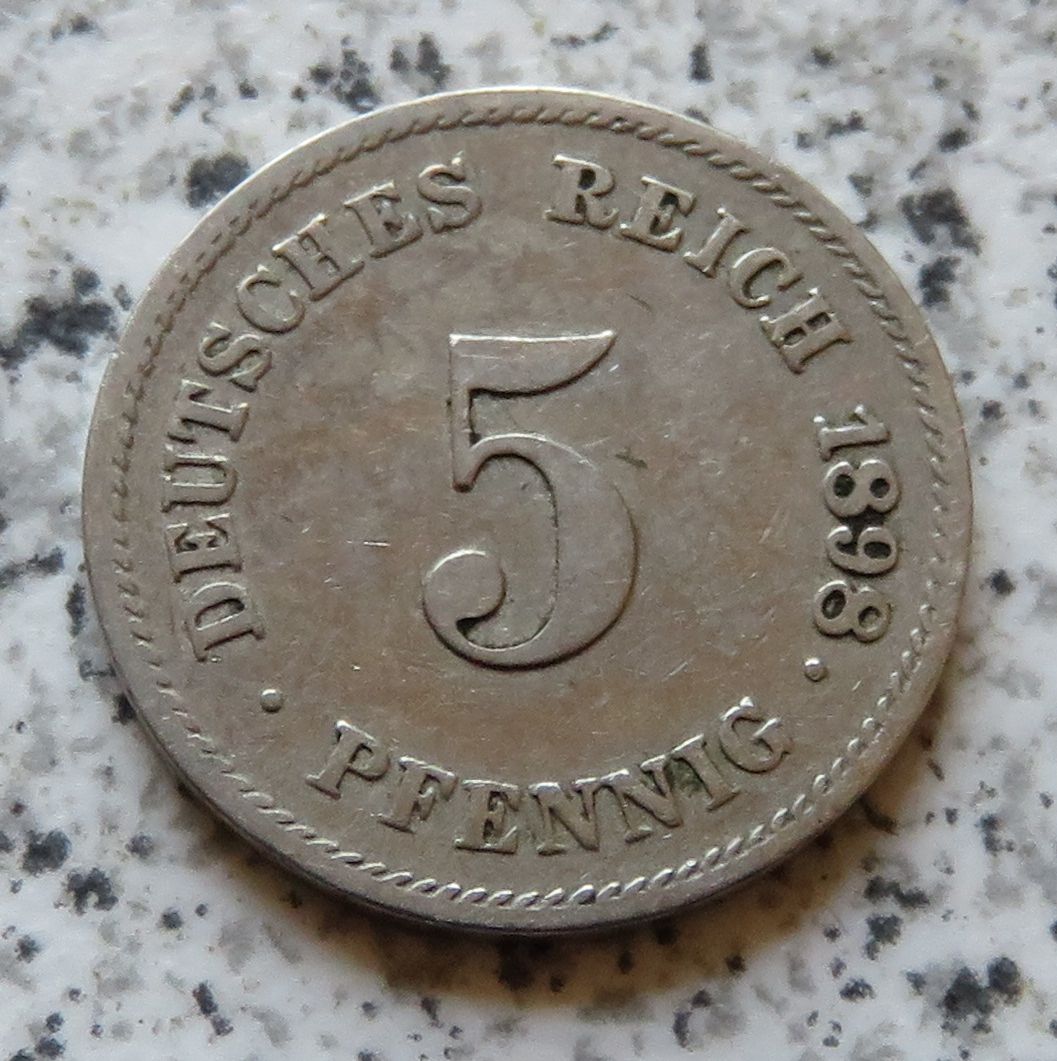 DEUTSCHES REICH 1898
5
· PFENNIG ·